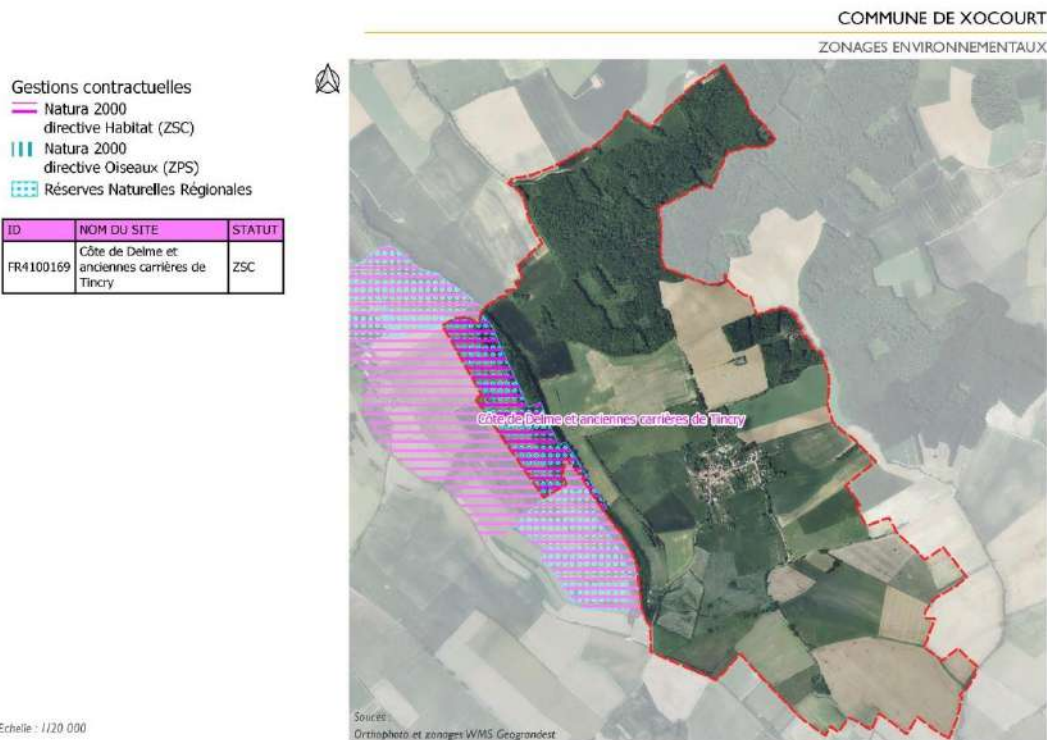 COMMUNE DE XOCOURT
ZONAGES ENVIRONNEMENTAUX
Gestions contractuelles
Natura 2000
directive Habitat (ZSC)
Natura 2000
directive Oiseaux (ZPS)
Réserves Naturelles Régionales
ID NOM DU SITE STATUT
FR4100169 Côte de Delme et anciennes carrières de Tincry ZSC
Côte de Delme et anciennes carrières de Tincry
Echelle : 1/20 000
Souces :
Orthophoto et zonages WMS Geograndest